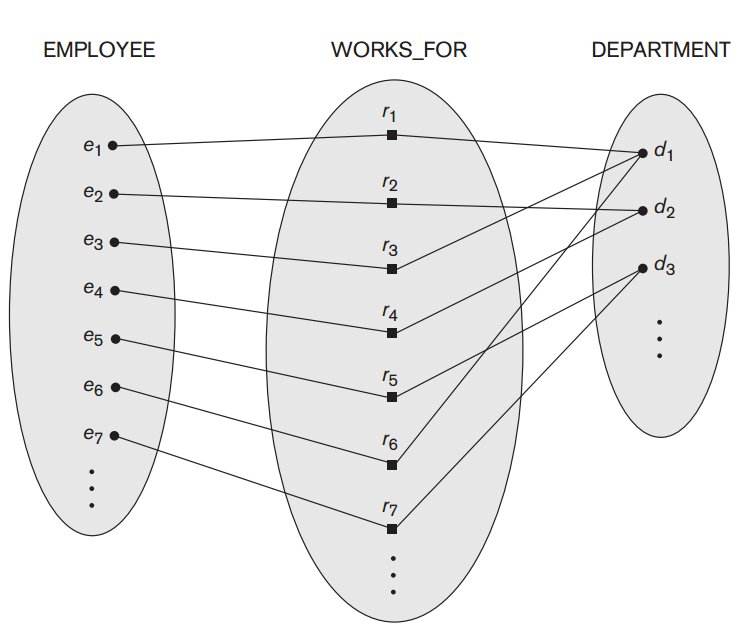 EMPLOYEE WORKS_FOR DEPARTMENT
r1
e1 d1
r2
e2 d2
e3 r3 d3
e4
r4
e5
r5
e6
r6
e7
r7